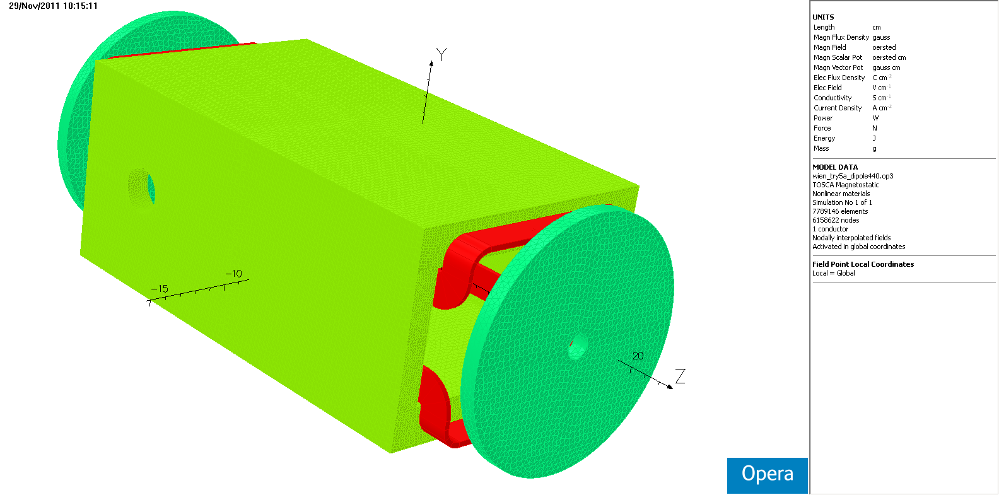 29/Nov/2011 10:15:11
Y
-10
-15
20
Z
Opera
UNITS
Length cm
Magn Flux Density gauss
Magn Field oersted
Magn Scalar Pot oersted cm
Magn Vector Pot gauss cm
Elec Flux Density C cm-2
Elec Field V cm-1
Conductivity S cm-1
Current Density A cm-2
Power W
Force N
Energy J
Mass g
MODEL DATA
wien_try5a_dipole440.op3
TOSCA Magnetostatic
Nonlinear materials
Simulation No 1 of 1
7789146 elements
6158622 nodes
1 conductor
Nodally interpolated fields
Activated in global coordinates
Field Point Local Coordinates
Local = Global